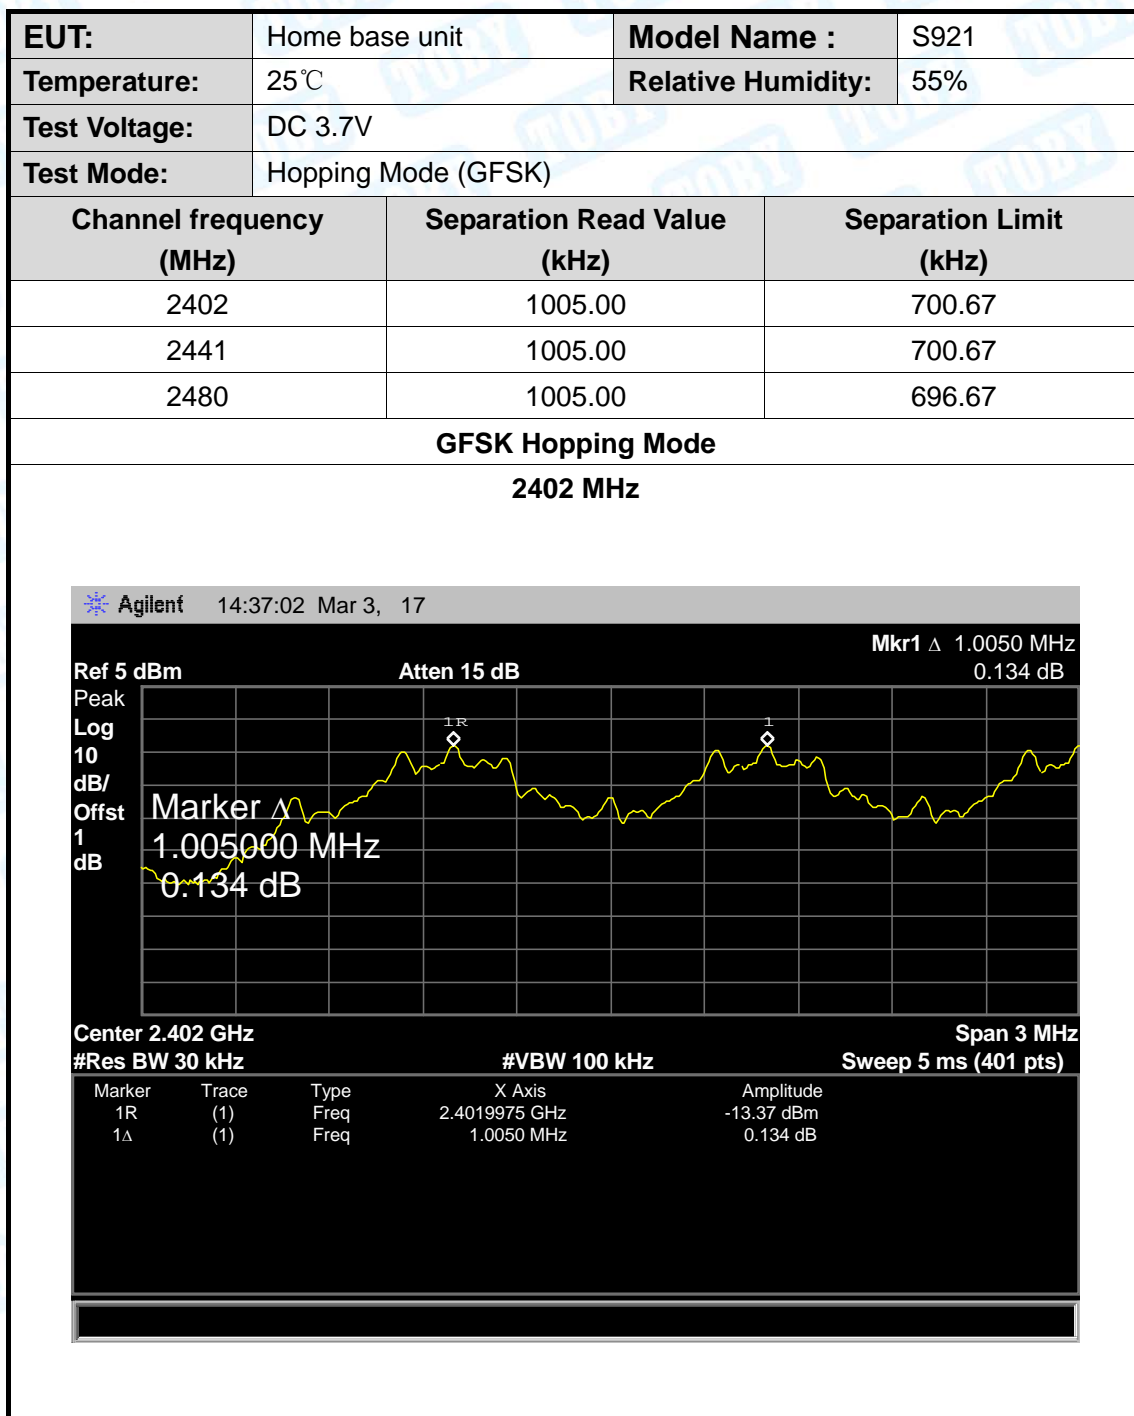 EUT: Home base unit Model Name : S921
Temperature: 25℃ Relative Humidity: 55%
Test Voltage: DC 3.7V
Test Mode: Hopping Mode (GFSK)
Channel frequency (MHz) Separation Read Value (kHz) Separation Limit (kHz)
2402 1005.00 700.67
2441 1005.00 700.67
2480 1005.00 696.67
GFSK Hopping Mode
2402 MHz
Agilent 14:37:02 Mar 3, 17
Mkr1 Δ 1.0050 MHz
Ref 5 dBm Atten 15 dB 0.134 dB
Peak
Log
10
dB/
Offst
1
dB
1R
1
Marker Δ
1.005000 MHz
0.134 dB
Center 2.402 GHz Span 3 MHz
#Res BW 30 kHz #VBW 100 kHz Sweep 5 ms (401 pts)
Marker Trace Type X Axis Amplitude
1R (1) Freq 2.4019975 GHz -13.37 dBm
1Δ (1) Freq 1.0050 MHz 0.134 dB
TOBY